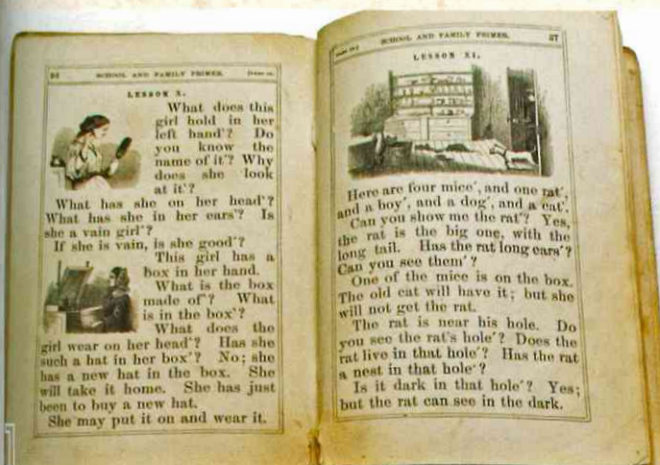 36 SCHOOL AND FAMILY PRIMER.
LESSON X.
What does this
girl hold in her
left hand'? Do
you know the
name of it'? Why
does she look
at it'?
What has she on her head'?
What has she in her ears'? Is
she a vain girl'?
If she is vain, is she good'?
This girl has a
box in her hand.
What is the box
made of'? What
is in the box'?
What does the
girl wear on her head'? Has she
such a hat in her box'? No; she
has a new hat in the box. She
will take it home. She has just
been to buy a new hat.
She may put it on and wear it.
SCHOOL AND FAMILY PRIMER. 37
LESSON XI.
Here are four mice', and one rat',
and a boy', and a dog', and a cat'.
Can you show me the rat'? Yes,
the rat is the big one, with the
long tail. Has the rat long ears'?
Can you see them'?
One of the mice is on the box.
The old cat will have it; but she
will not get the rat.
The rat is near his hole. Do
you see the rat's hole'? Does the
rat live in that hole'? Has the rat
a nest in that hole'?
Is it dark in that hole'? Yes;
but the rat can see in the dark.